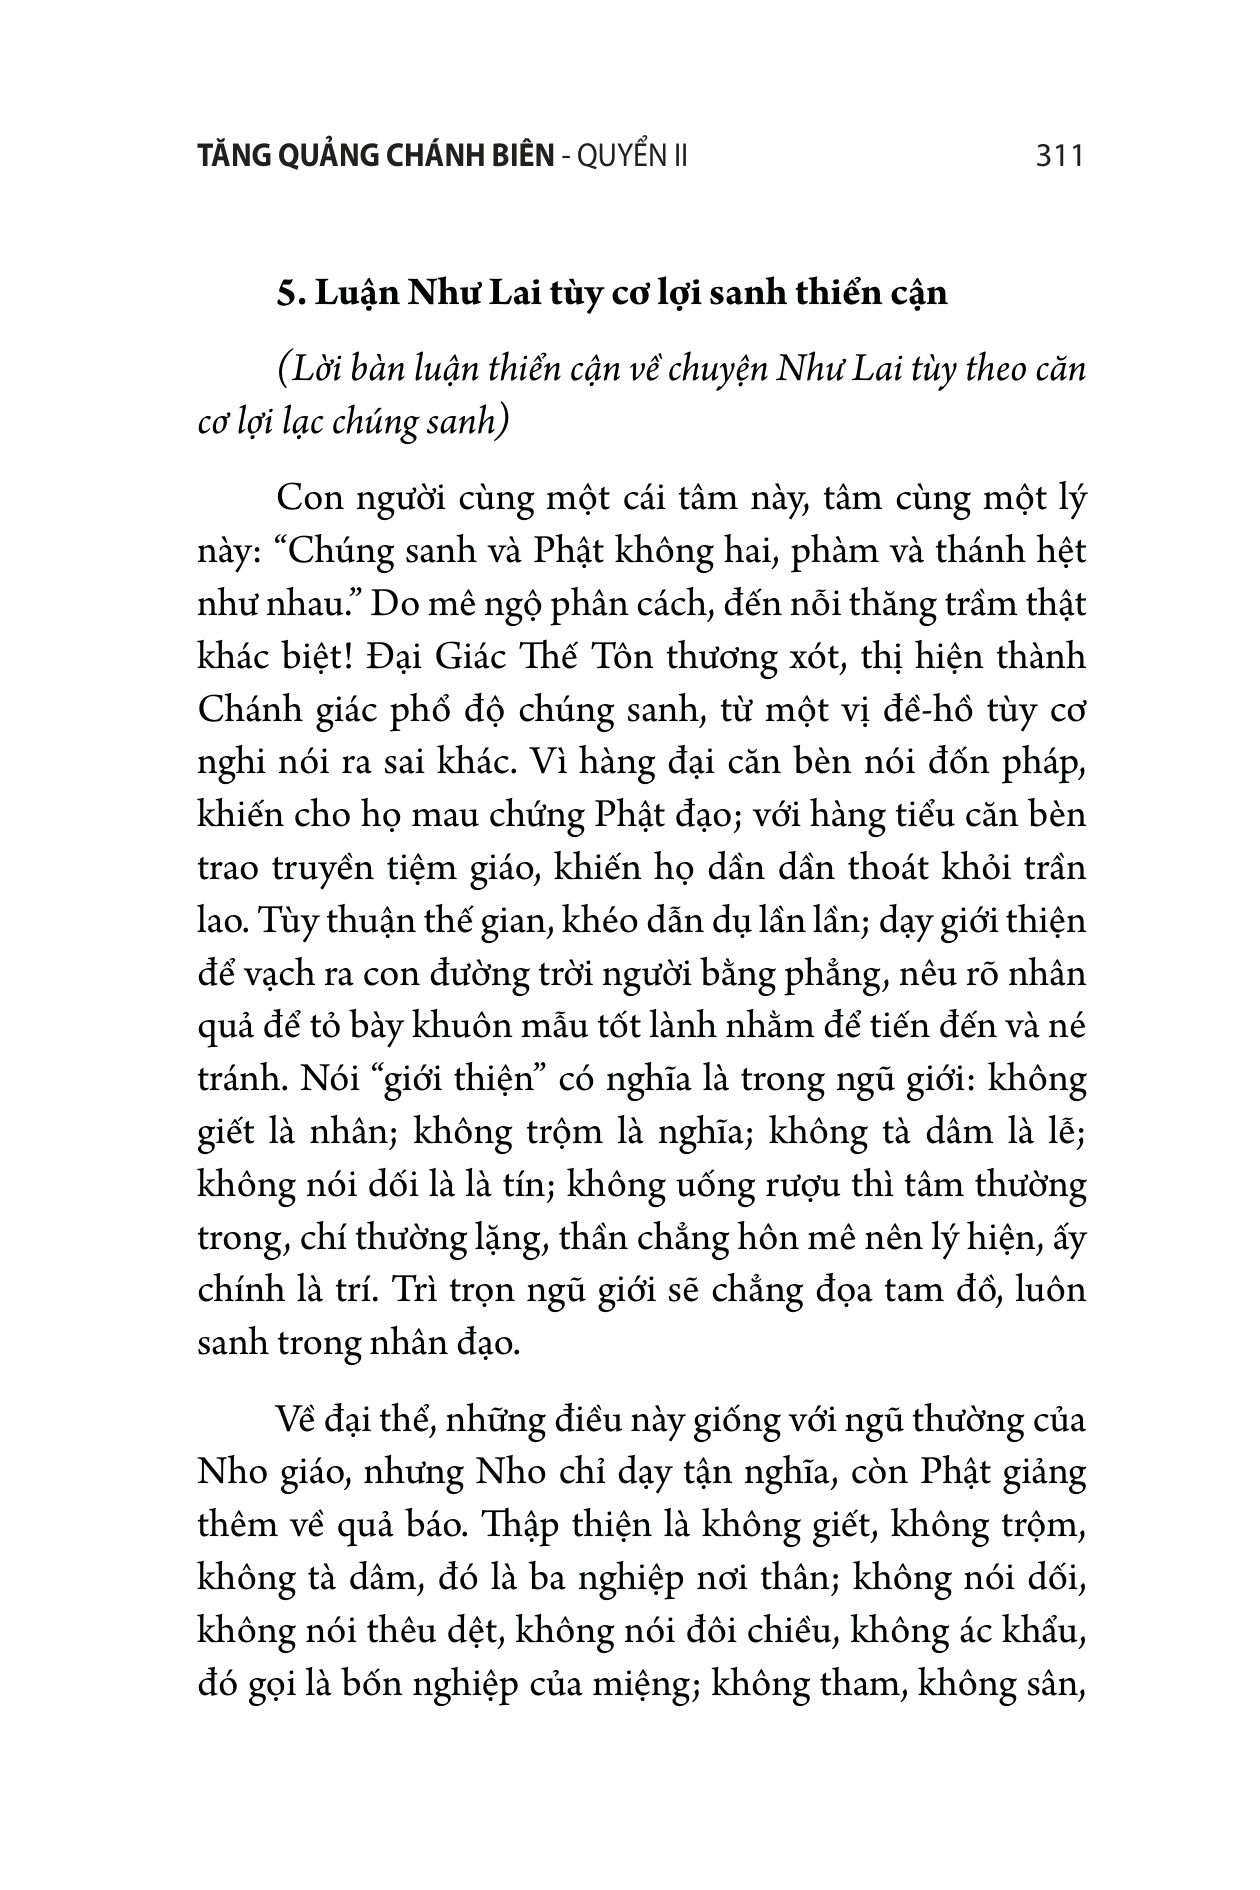 TĂNG QUẢNG CHÁNH BIÊN - QUYỂN II 311
5. Luận Như Lai tùy cơ lợi sanh thiển cận
(Lời bàn luận thiển cận về chuyện Như Lai tùy theo căn
cơ lợi lạc chúng sanh)
Con người cùng một cái tâm này, tâm cùng một lý
này: “Chúng sanh và Phật không hai, phàm và thánh hệt
như nhau.” Do mê ngộ phân cách, đến nỗi thăng trầm thật
khác biệt! Đại Giác Thế Tôn thương xót, thị hiện thành
Chánh giác phổ độ chúng sanh, từ một vị đề-hồ tùy cơ
nghi nói ra sai khác. Vì hàng đại căn bèn nói đốn pháp,
khiến cho họ mau chứng Phật đạo; với hàng tiểu căn bèn
trao truyền tiệm giáo, khiến họ dần dần thoát khỏi trần
lao. Tùy thuận thế gian, khéo dẫn dụ lần lần; dạy giới thiện
để vạch ra con đường trời người bằng phẳng, nêu rõ nhân
quả để tỏ bày khuôn mẫu tốt lành nhằm để tiến đến và né
tránh. Nói “giới thiện” có nghĩa là trong ngũ giới: không
giết là nhân; không trộm là nghĩa; không tà dâm là lễ;
không nói dối là là tín; không uống rượu thì tâm thường
trong, chí thường lặng, thần chẳng hôn mê nên lý hiện, ấy
chính là trí. Trì trọn ngũ giới sẽ chẳng đọa tam đồ, luôn
sanh trong nhân đạo.
Về đại thể, những điều này giống với ngũ thường của
Nho giáo, nhưng Nho chỉ dạy tận nghĩa, còn Phật giảng
thêm về quả báo. Thập thiện là không giết, không trộm,
không tà dâm, đó là ba nghiệp nơi thân; không nói dối,
không nói thêu dệt, không nói đôi chiều, không ác khẩu,
đó gọi là bốn nghiệp của miệng; không tham, không sân,